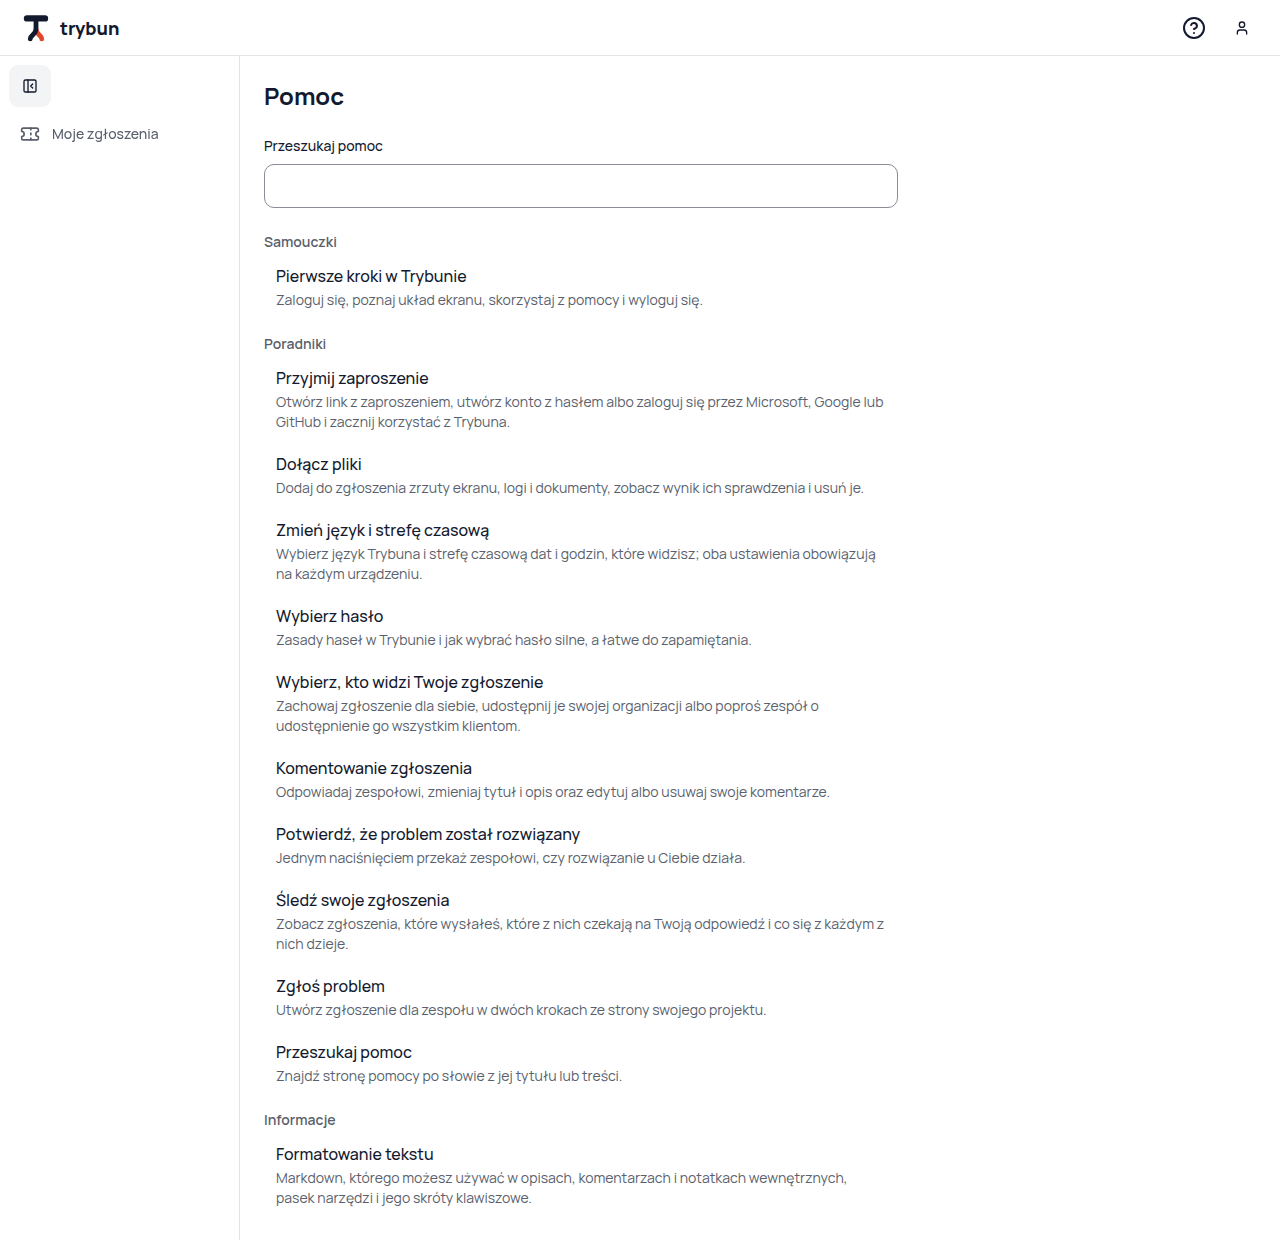 trybun
Moje zgłoszenia
Pomoc
Przeszukaj pomoc
Samouczki
Pierwsze kroki w Trybunie
Zaloguj się, poznaj układ ekranu, skorzystaj z pomocy i wyloguj się.
Poradniki
Przyjmij zaproszenie
Otwórz link z zaproszeniem, utwórz konto z hasłem albo zaloguj się przez Microsoft, Google lub
GitHub i zacznij korzystać z Trybuna.
Dołącz pliki
Dodaj do zgłoszenia zrzuty ekranu, logi i dokumenty, zobacz wynik ich sprawdzenia i usuń je.
Zmień język i strefę czasową
Wybierz język Trybuna i strefę czasową dat i godzin, które widzisz; oba ustawienia obowiązują
na każdym urządzeniu.
Wybierz hasło
Zasady haseł w Trybunie i jak wybrać hasło silne, a łatwe do zapamiętania.
Wybierz, kto widzi Twoje zgłoszenie
Zachowaj zgłoszenie dla siebie, udostępnij je swojej organizacji albo poproś zespół o
udostępnienie go wszystkim klientom.
Komentowanie zgłoszenia
Odpowiadaj zespołowi, zmieniaj tytuł i opis oraz edytuj albo usuwaj swoje komentarze.
Potwierdź, że problem został rozwiązany
Jednym naciśnięciem przekaż zespołowi, czy rozwiązanie u Ciebie działa.
Śledź swoje zgłoszenia
Zobacz zgłoszenia, które wysłałeś, które z nich czekają na Twoją odpowiedź i co się z każdym z
nich dzieje.
Zgłoś problem
Utwórz zgłoszenie dla zespołu w dwóch krokach ze strony swojego projektu.
Przeszukaj pomoc
Znajdź stronę pomocy po słowie z jej tytułu lub treści.
Informacje
Formatowanie tekstu
Markdown, którego możesz używać w opisach, komentarzach i notatkach wewnętrznych,
pasek narzędzi i jego skróty klawiszowe.